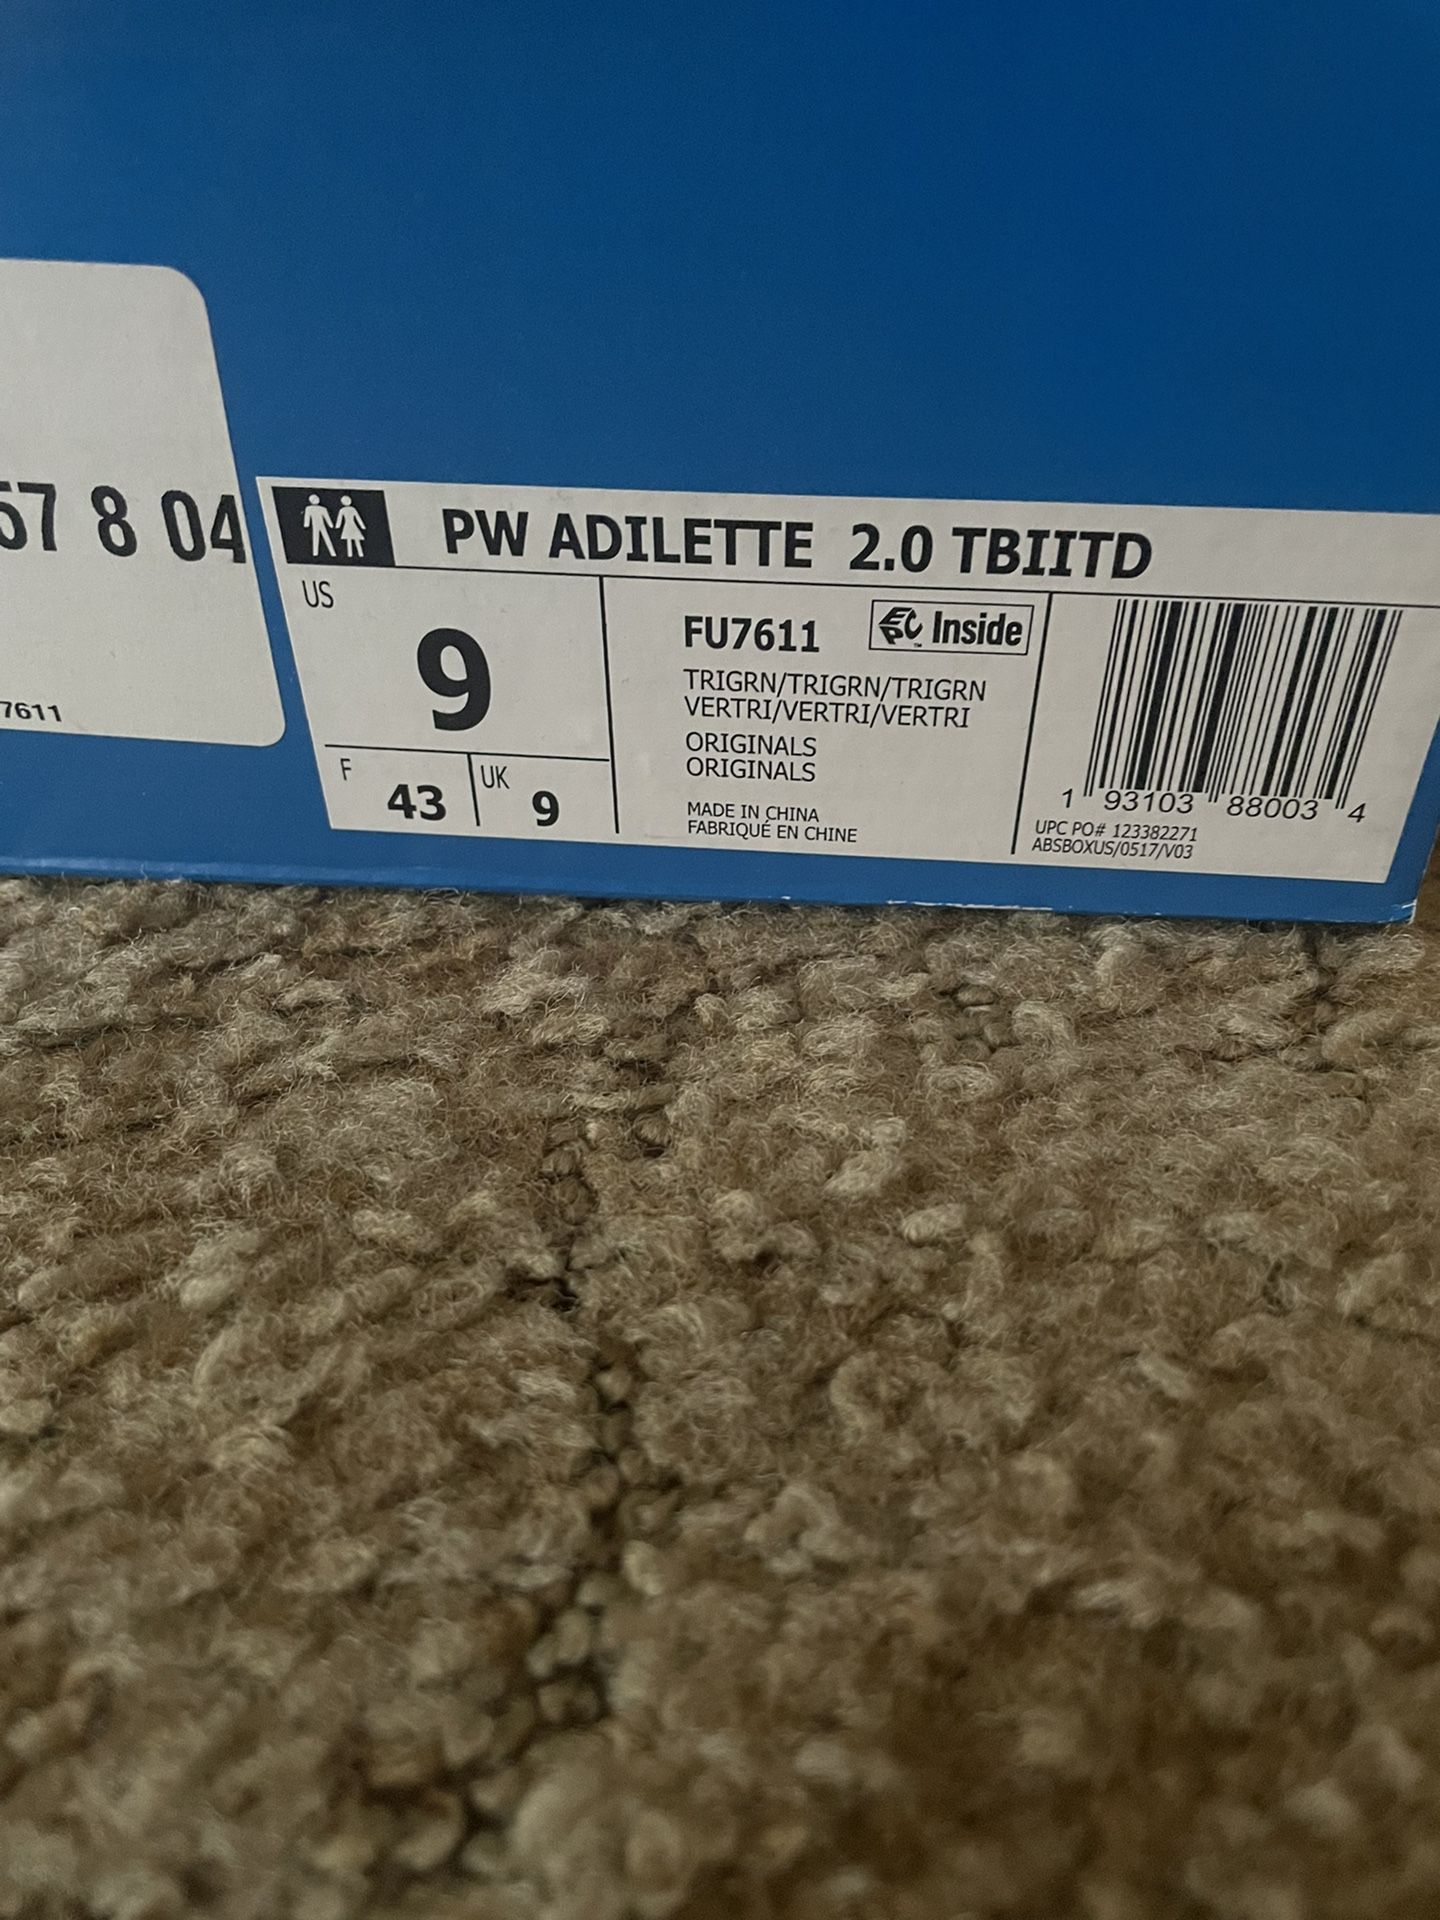 57 8 04
7611
PW ADILETTE 2.0 TBIITD
US
9
F
43
UK
9
FU7611
EPC Inside
TRIGRN/TRIGRN/TRIGRN
VERTRI/VERTRI/VERTRI
ORIGINALS
ORIGINALS
MADE IN CHINA
FABRIQUÉ EN CHINE
1 93103 88003 4
UPC PO# 123382271
ABSBOXUS/0517/V03